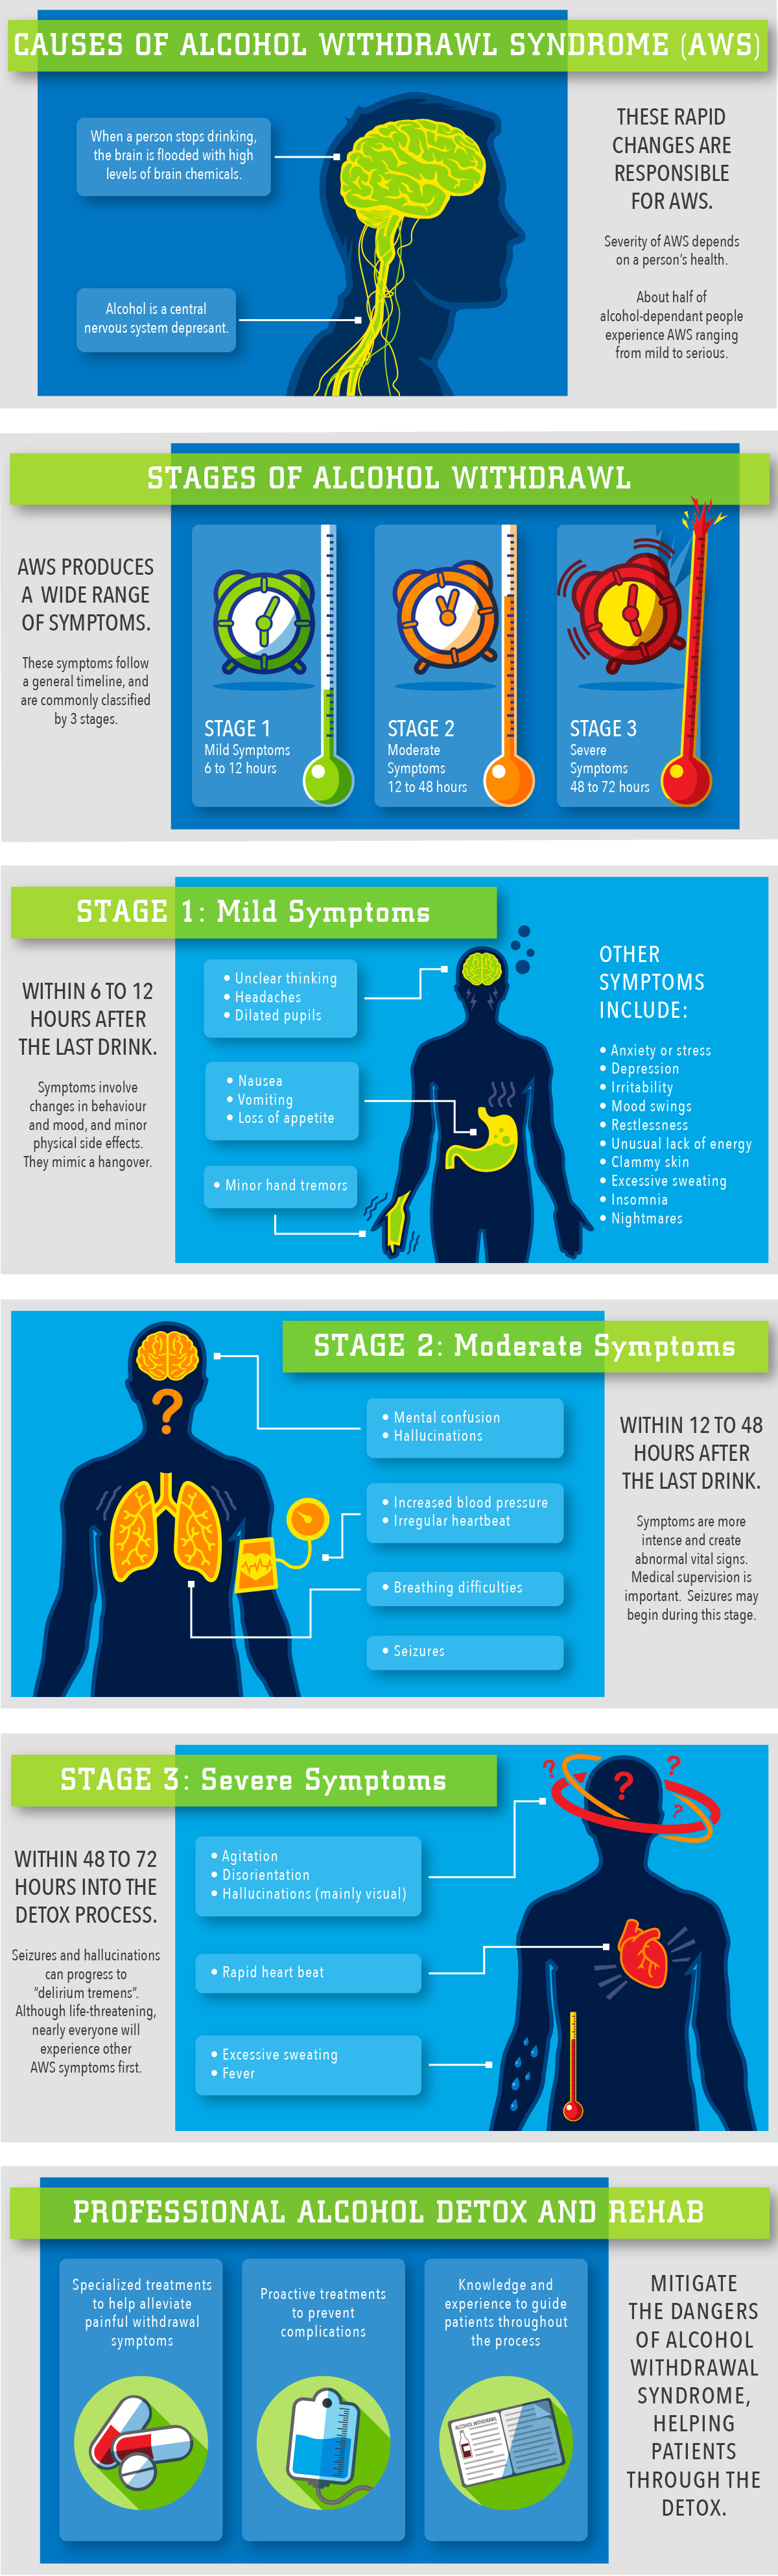 CAUSES OF ALCOHOL WITHDRAWL SYNDROME (AWS)
When a person stops drinking,
the brain is flooded with high
levels of brain chemicals.
Alcohol is a central
nervous system depresant.
THESE RAPID
CHANGES ARE
RESPONSIBLE
FOR AWS.
Severity of AWS depends
on a person's health.
About half of
alcohol-dependant people
experience AWS ranging
from mild to serious.
STAGES OF ALCOHOL WITHDRAWL
AWS PRODUCES
A WIDE RANGE
OF SYMPTOMS.
These symptoms follow
a general timeline, and
are commonly classified
by 3 stages.
STAGE 1
Mild Symptoms
6 to 12 hours
STAGE 2
Moderate
Symptoms
12 to 48 hours
STAGE 3
Severe
Symptoms
48 to 72 hours
STAGE 1: Mild Symptoms
WITHIN 6 TO 12
HOURS AFTER
THE LAST DRINK.
Symptoms involve
changes in behaviour
and mood, and minor
physical side effects.
They mimic a hangover.
• Unclear thinking
• Headaches
• Dilated pupils
• Nausea
• Vomiting
• Loss of appetite
• Minor hand tremors
OTHER
SYMPTOMS
INCLUDE:
• Anxiety or stress
• Depression
• Irritability
• Mood swings
• Restlessness
• Unusual lack of energy
• Clammy skin
• Excessive sweating
• Insomnia
• Nightmares
STAGE 2: Moderate Symptoms
?
• Mental confusion
• Hallucinations
• Increased blood pressure
• Irregular heartbeat
• Breathing difficulties
• Seizures
WITHIN 12 TO 48
HOURS AFTER
THE LAST DRINK.
Symptoms are more
intense and create
abnormal vital signs.
Medical supervision is
important. Seizures may
begin during this stage.
STAGE 3: Severe Symptoms
WITHIN 48 TO 72
HOURS INTO THE
DETOX PROCESS.
Seizures and hallucinations
can progress to
"delirium tremens".
Although life-threatening,
nearly everyone will
experience other
AWS symptoms first.
• Agitation
• Disorientation
• Hallucinations (mainly visual)
• Rapid heart beat
• Excessive sweating
• Fever
? ? ? ?
PROFESSIONAL ALCOHOL DETOX AND REHAB
Specialized treatments
to help alleviate
painful withdrawal
symptoms
Proactive treatments
to prevent
complications
Knowledge and
experience to guide
patients throughout
the process
ALCOHOL WITHDRAWL
MITIGATE
THE DANGERS
OF ALCOHOL
WITHDRAWAL
SYNDROME,
HELPING
PATIENTS
THROUGH THE
DETOX.